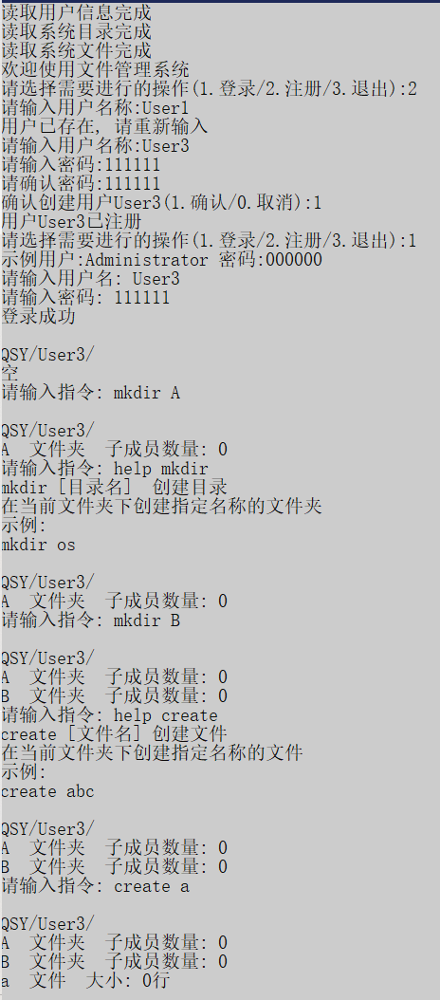 读取用户信息完成
读取系统目录完成
读取系统文件完成
欢迎使用文件管理系统
请选择需要进行的操作(1.登录/2.注册/3.退出):2
请输入用户名称:User1
用户已存在, 请重新输入
请输入用户名称:User3
请输入密码:111111
请确认密码:111111
确认创建用户User3(1.确认/0.取消):1
用户User3已注册
请选择需要进行的操作(1.登录/2.注册/3.退出):1
示例用户:Administrator 密码:000000
请输入用户名: User3
请输入密码: 111111
登录成功

QSY/User3/
空
请输入指令: mkdir A

QSY/User3/
A  文件夹  子成员数量: 0
请输入指令: help mkdir
mkdir [目录名]  创建目录
在当前文件夹下创建指定名称的文件夹
示例:
mkdir os

QSY/User3/
A  文件夹  子成员数量: 0
请输入指令: mkdir B

QSY/User3/
A  文件夹  子成员数量: 0
B  文件夹  子成员数量: 0
请输入指令: help create
create [文件名] 创建文件
在当前文件夹下创建指定名称的文件
示例:
create abc

QSY/User3/
A  文件夹  子成员数量: 0
B  文件夹  子成员数量: 0
请输入指令: create a

QSY/User3/
A  文件夹  子成员数量: 0
B  文件夹  子成员数量: 0
a  文件  大小: 0行